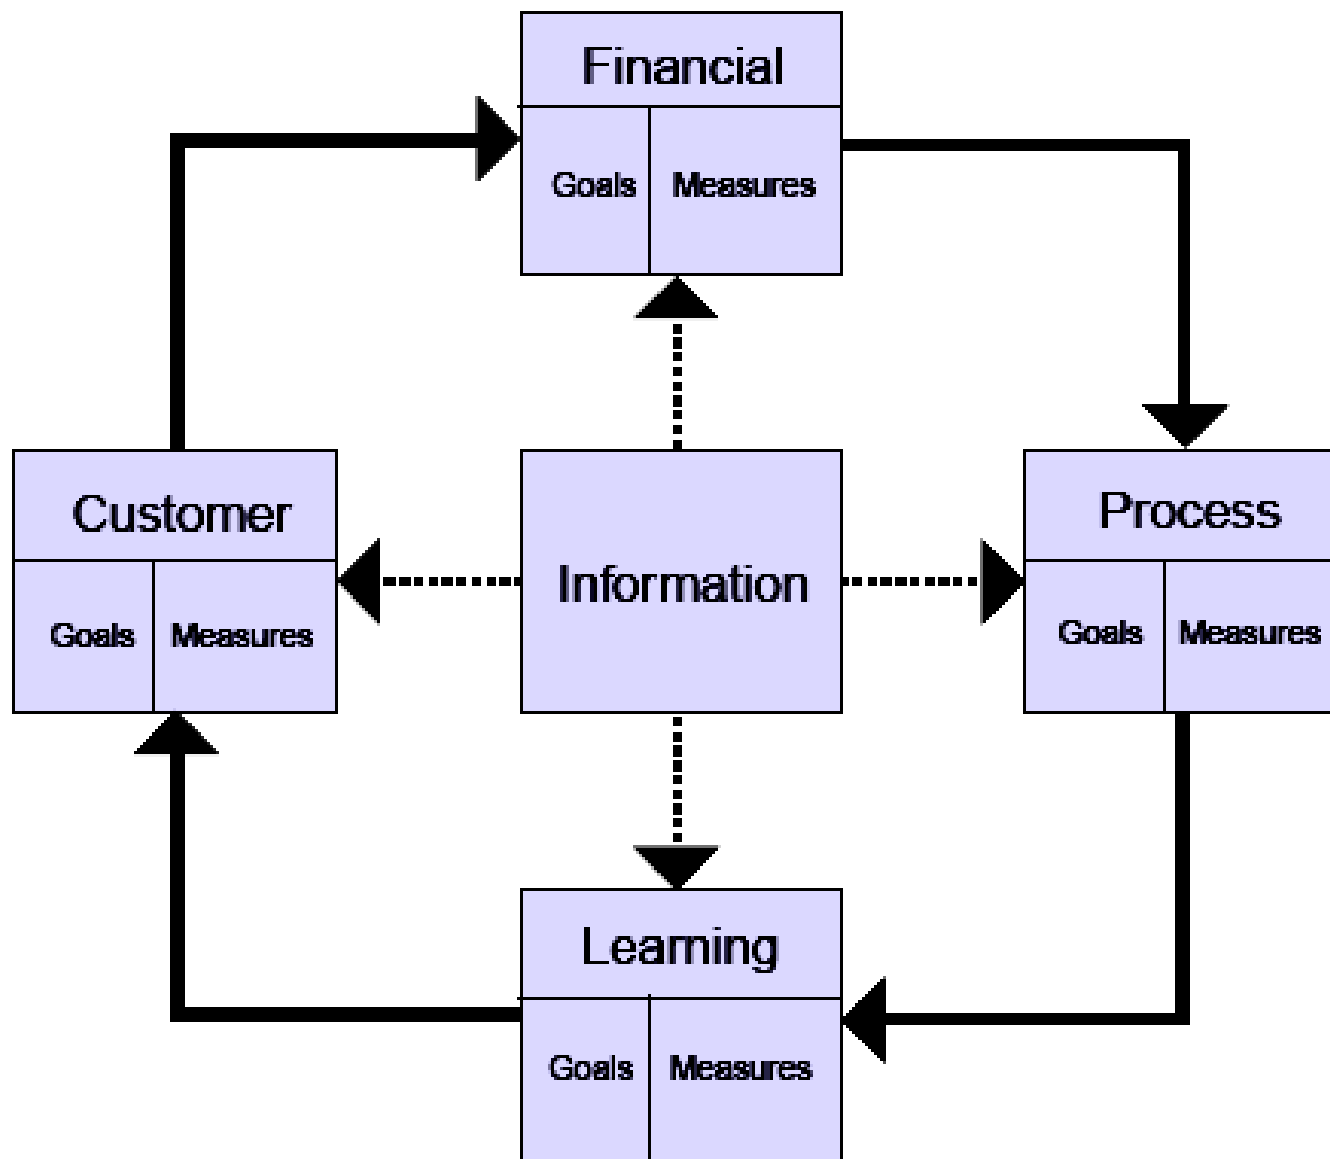 Financial
Goals Measures
Customer
Goals Measures
Information
Process
Goals Measures
Learning
Goals Measures